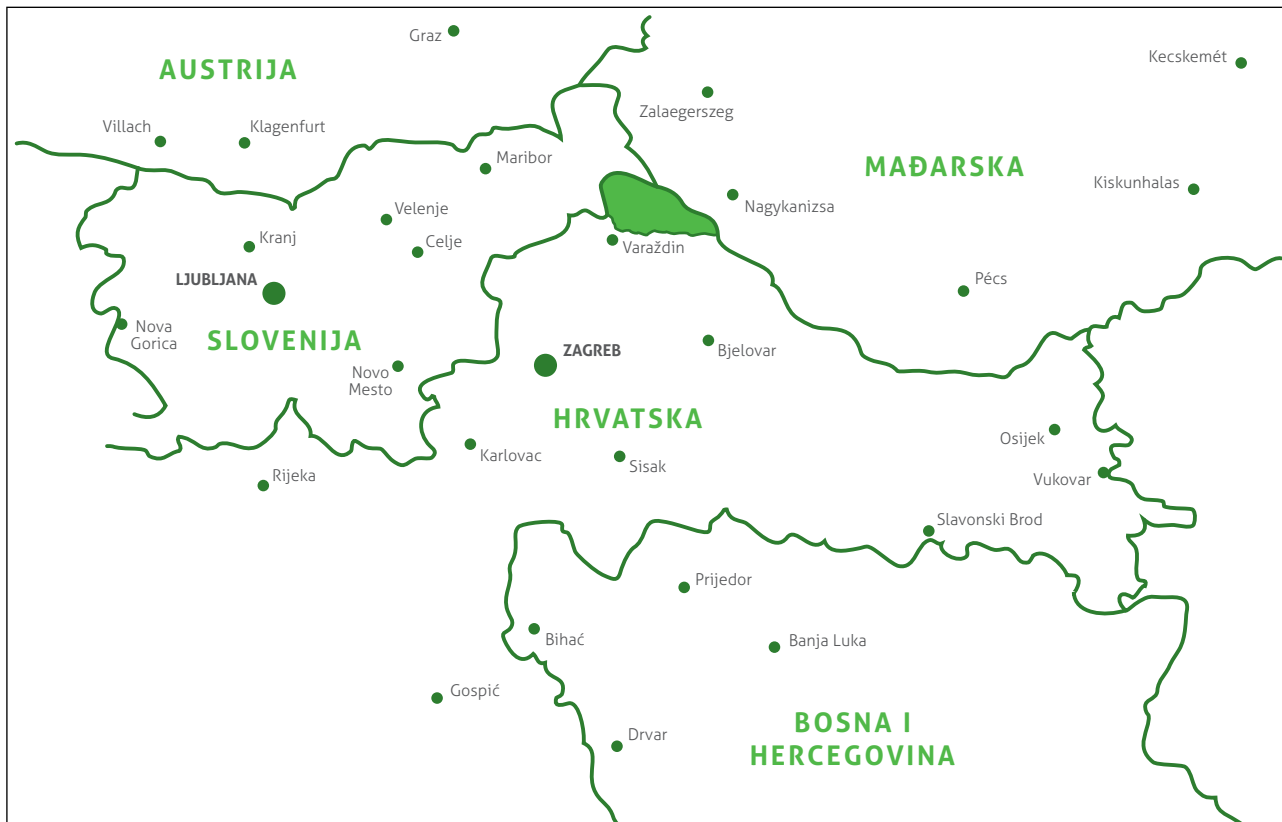 Graz
Kecskemét
AUSTRIJA
Zalaegerszeg
Villach
Klagenfurt
Maribor
MAĐARSKA
Kiskunhalas
Nagykanizsa
Velenje
Kranj
Celje
Varaždin
LJUBLJANA
Pécs
Nova
Gorica
SLOVENIJA
ZAGREB
Bjelovar
Novo
Mesto
HRVATSKA
Osijek
Karlovac
Sisak
Rijeka
Vukovar
Slavonski Brod
Prijedor
Bihać
Banja Luka
Gospić
BOSNA I
HERCEGOVINA
Drvar